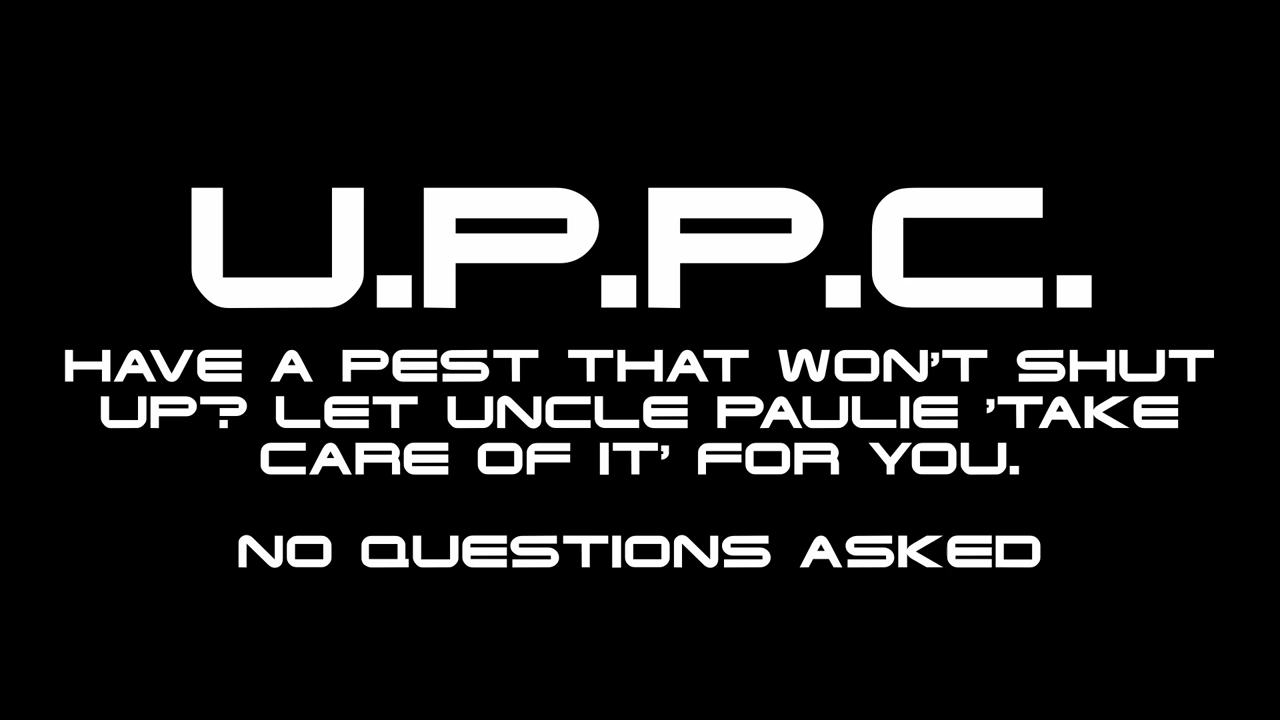 U.P.P.C.
HAVE A PEST THAT WON'T SHUT
UP? LET UNCLE PAULIE 'TAKE
CARE OF IT' FOR YOU.
NO QUESTIONS ASKED